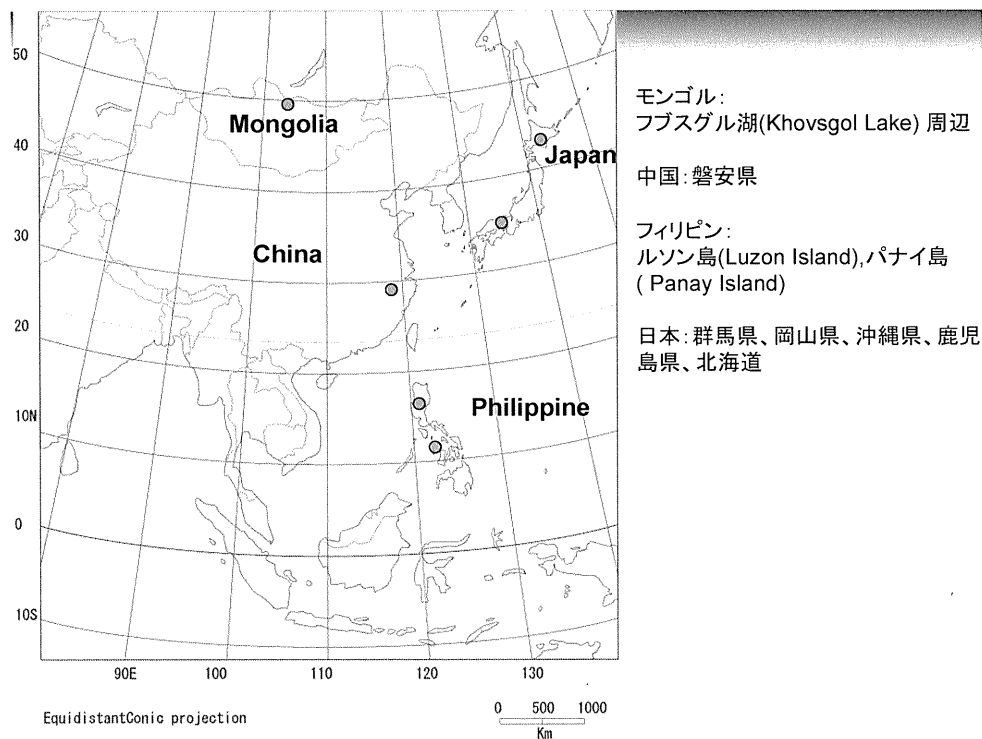 50
40
30
20
10N
0
10S
90E 100 110 120 130
Mongolia
Japan
China
Philippine
EquidistantConic projection
0 500 1000
Km
モンゴル:
フブスグル湖(Khovsgol Lake) 周辺
中国:磐安県
フィリピン:
ルソン島(Luzon Island),パナイ島
( Panay Island)
日本:群馬県、岡山県、沖縄県、鹿児
島県、北海道